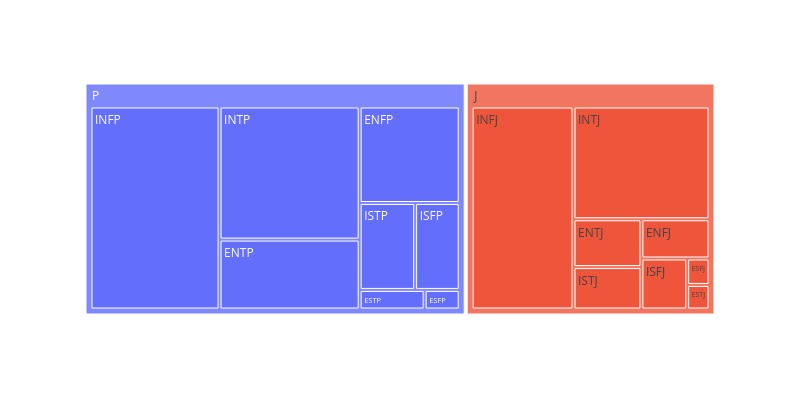 P
INFP
INTP
ENTP
ENFP
ISTP
ISFP
ESTP
ESFP
J
INFJ
INTJ
ENTJ
ENFJ
ISTJ
ISFJ
ESFJ
ESTJ